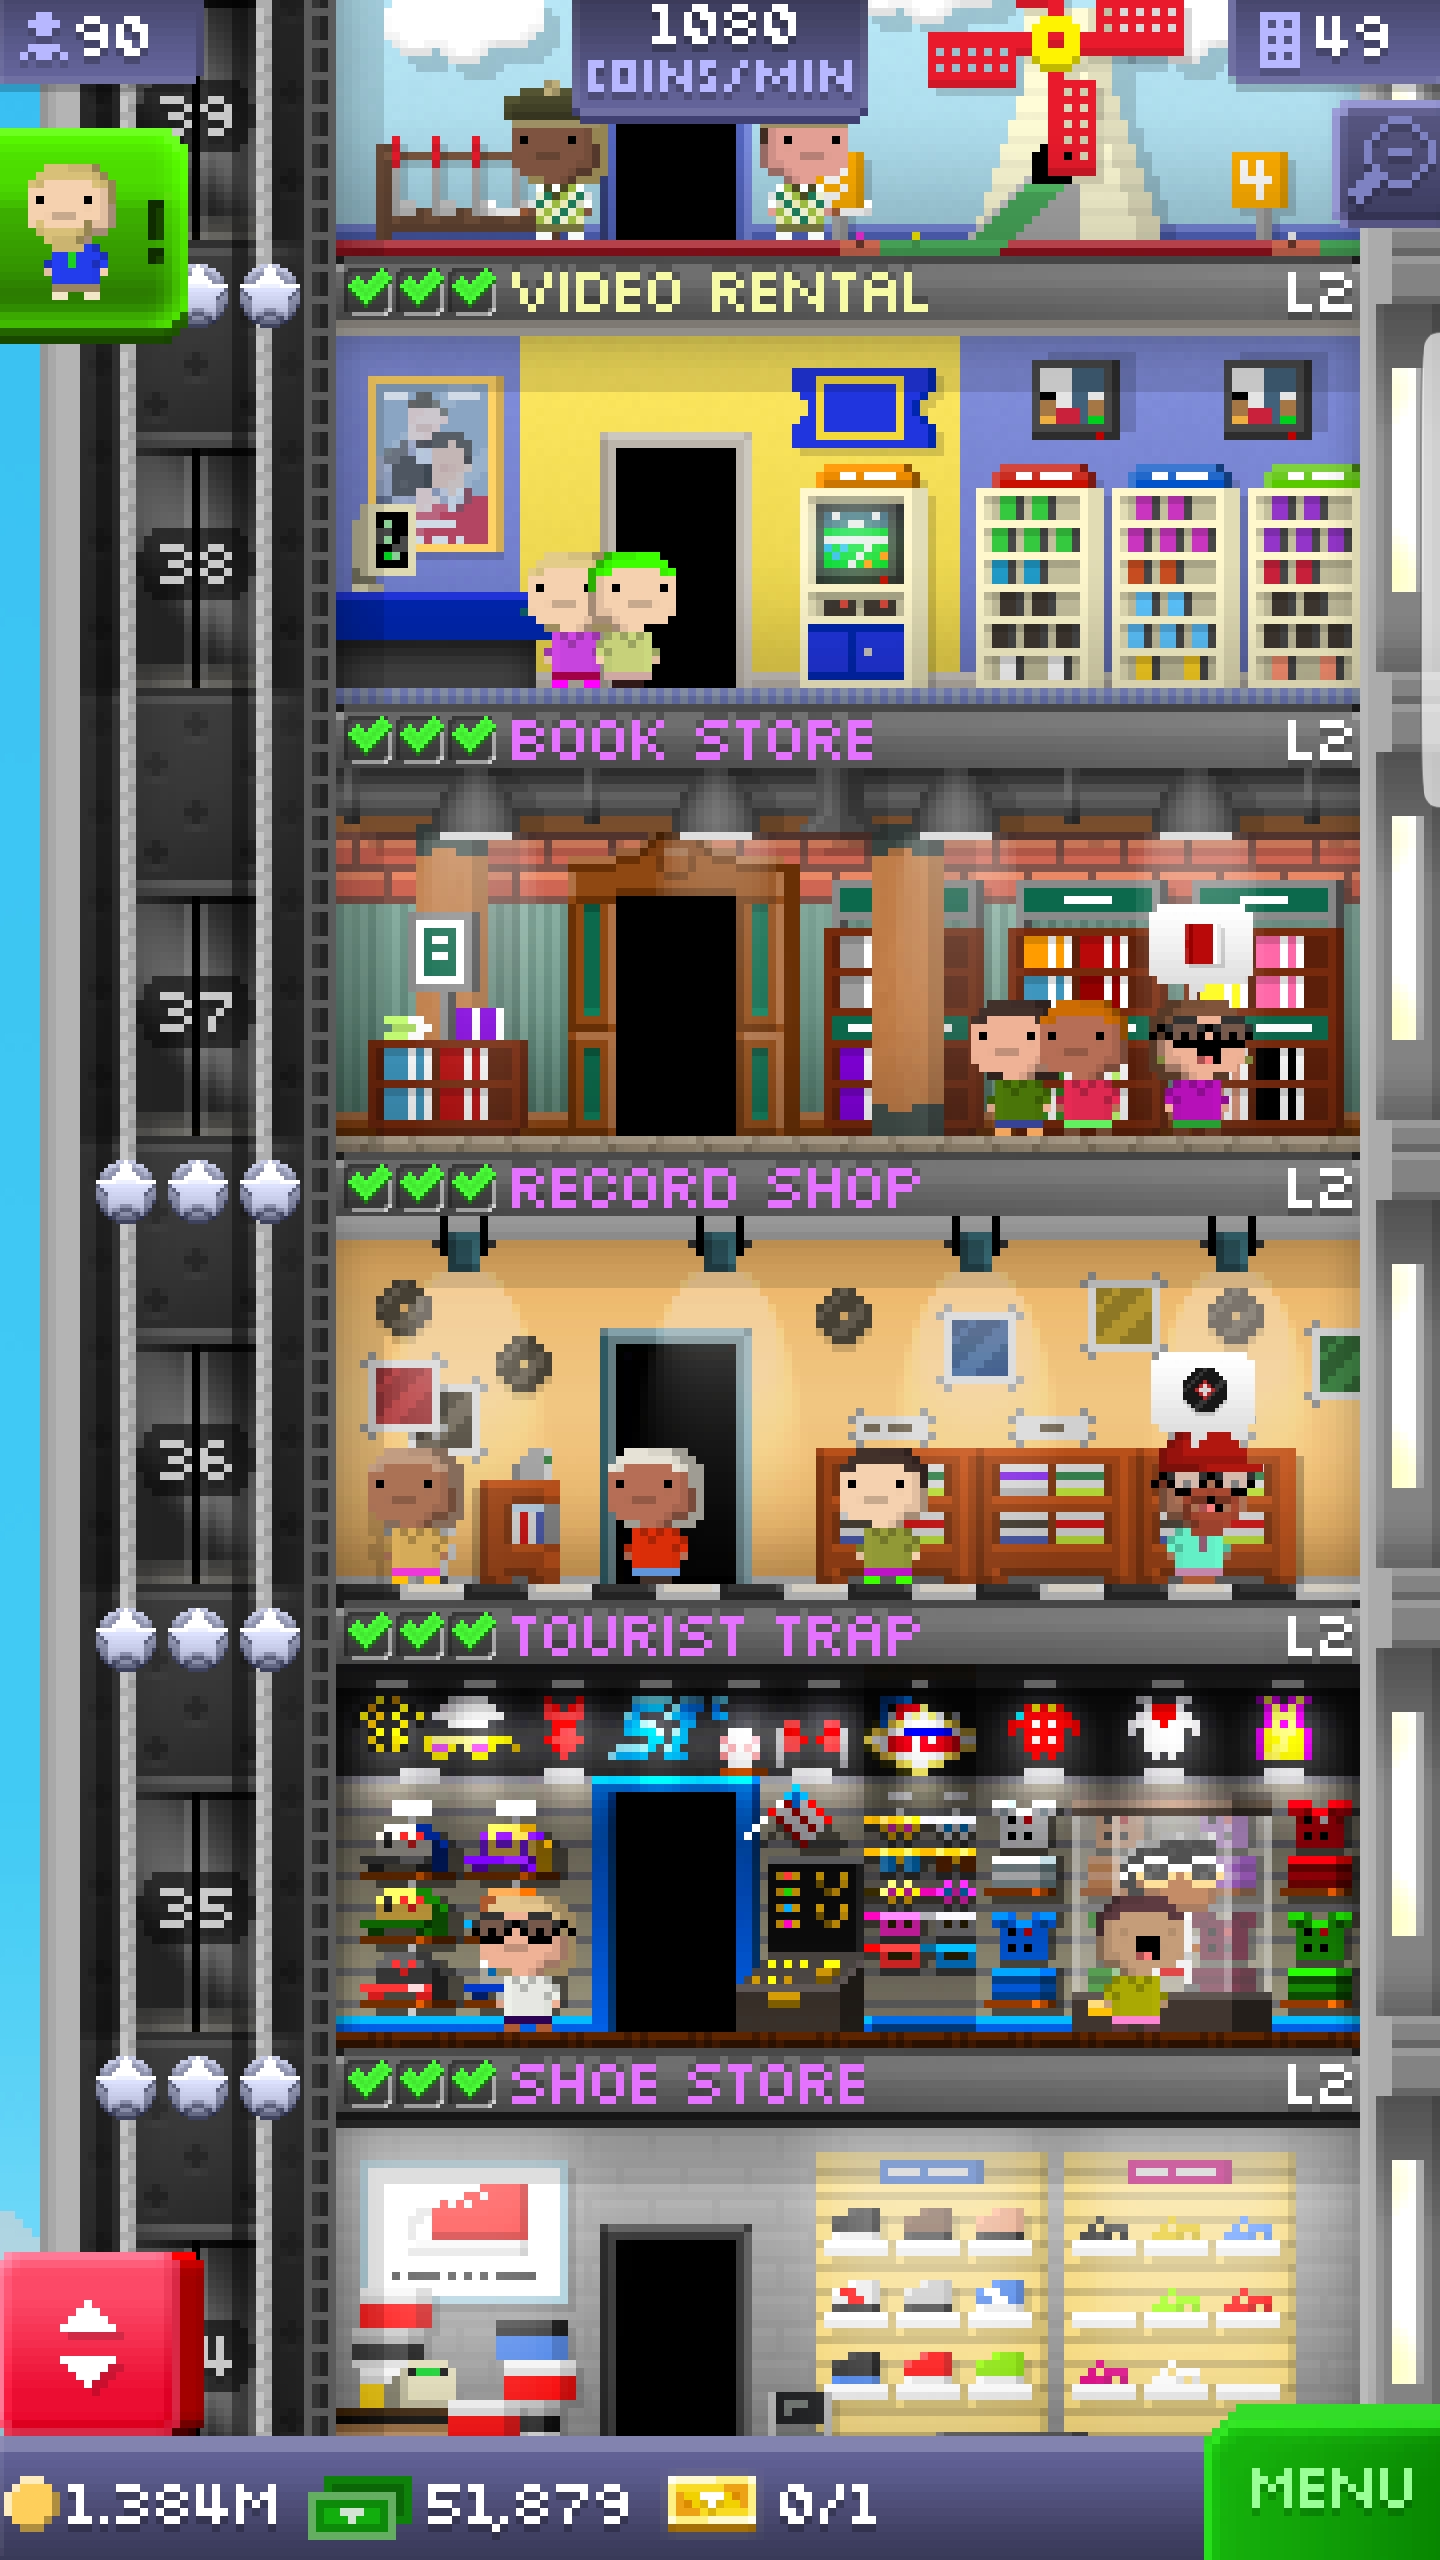 90
1080
COINS/MIN
49
39
4
VIDEO RENTAL L2
38
BOOK STORE L2
37
RECORD SHOP L2
36
TOURIST TRAP L2
35
SHOE STORE L2
4
1.384M 51,879 0/1
MENU